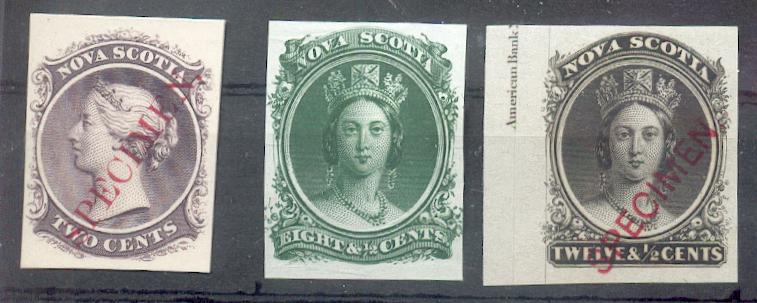 NOVA SCOTIA
SPECIMEN
TWO CENTS
NOVA SCOTIA
EIGHT & ½ CENTS
American Bank
NOVA SCOTIA
SPECIMEN
TWELVE & ½ CENTS